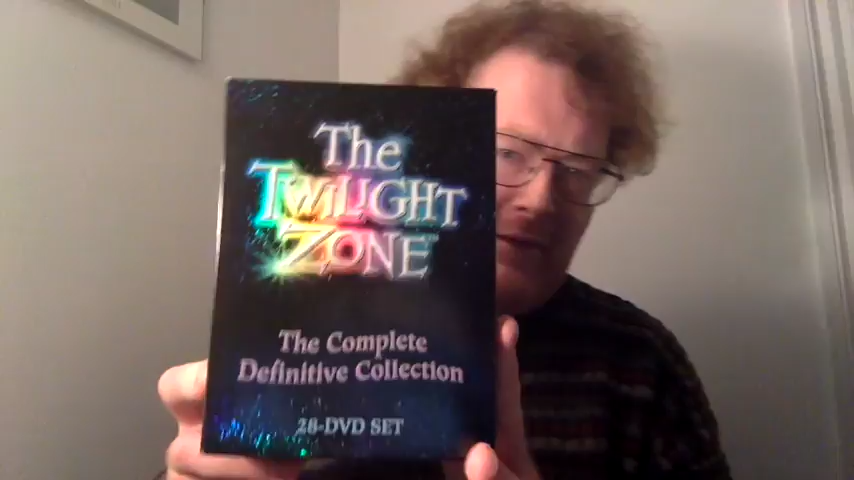 The
TWILIGHT
ZONE
The Complete
Definitive Collection
28-DVD SET